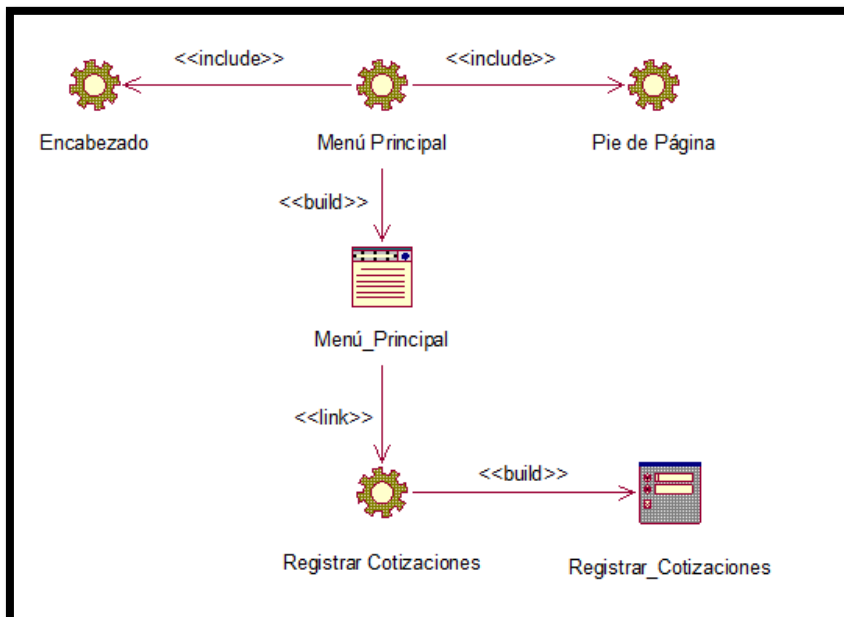 <<include>>
<<include>>
Encabezado
Menú Principal
Pie de Página
<<build>>
Menú_Principal
<<link>>
<<build>>
Registrar Cotizaciones
Registrar_Cotizaciones